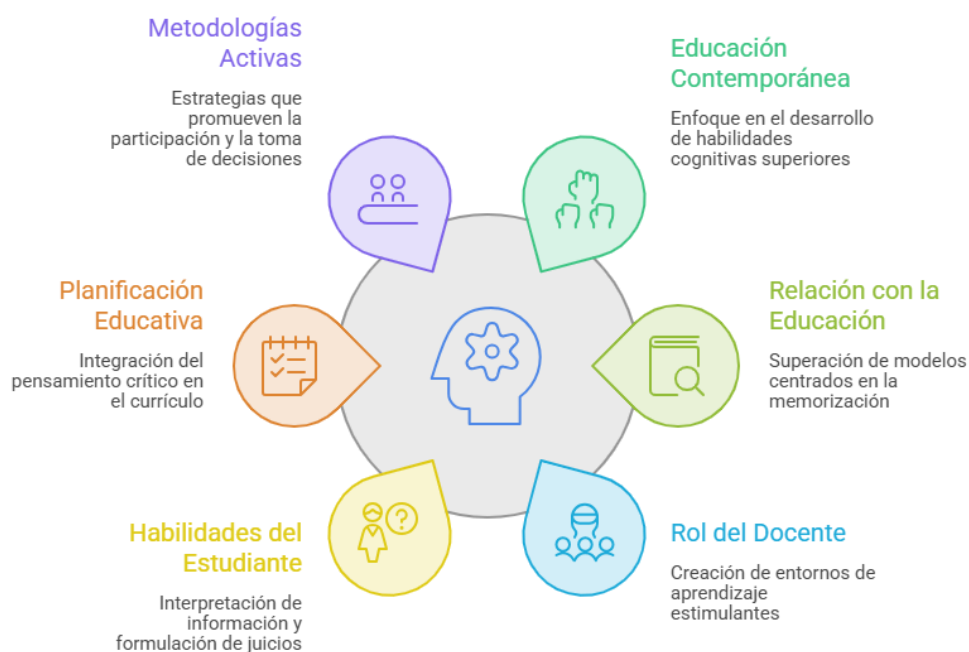 Metodologías
Activas
Estrategias que
promueven la
participación y la toma
de decisiones
Educación
Contemporánea
Enfoque en el desarrollo
de habilidades
cognitivas superiores
Planificación
Educativa
Integración del
pensamiento crítico en
el currículo
Relación con la
Educación
Superación de modelos
centrados en la
memorización
Habilidades del
Estudiante
Interpretación de
información y
formulación de juicios
Rol del Docente
Creación de entornos de
aprendizaje
estimulantes